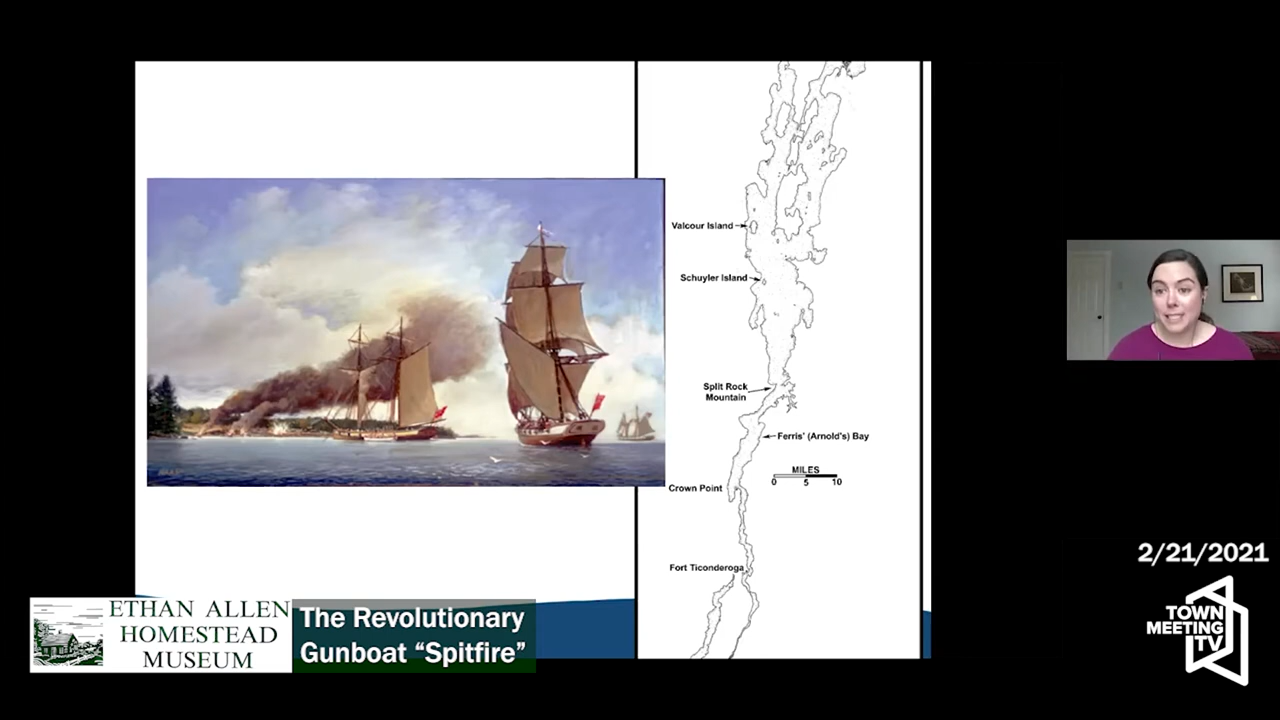 Valcour Island
Schuyler Island
Split Rock
Mountain
Ferris' (Arnold's) Bay
MILES
0 5 10
Crown Point
Fort Ticonderoga
2/21/2021
ETHAN ALLEN
HOMESTEAD
MUSEUM
The Revolutionary
Gunboat “Spitfire”
TOWN
MEETING
TV